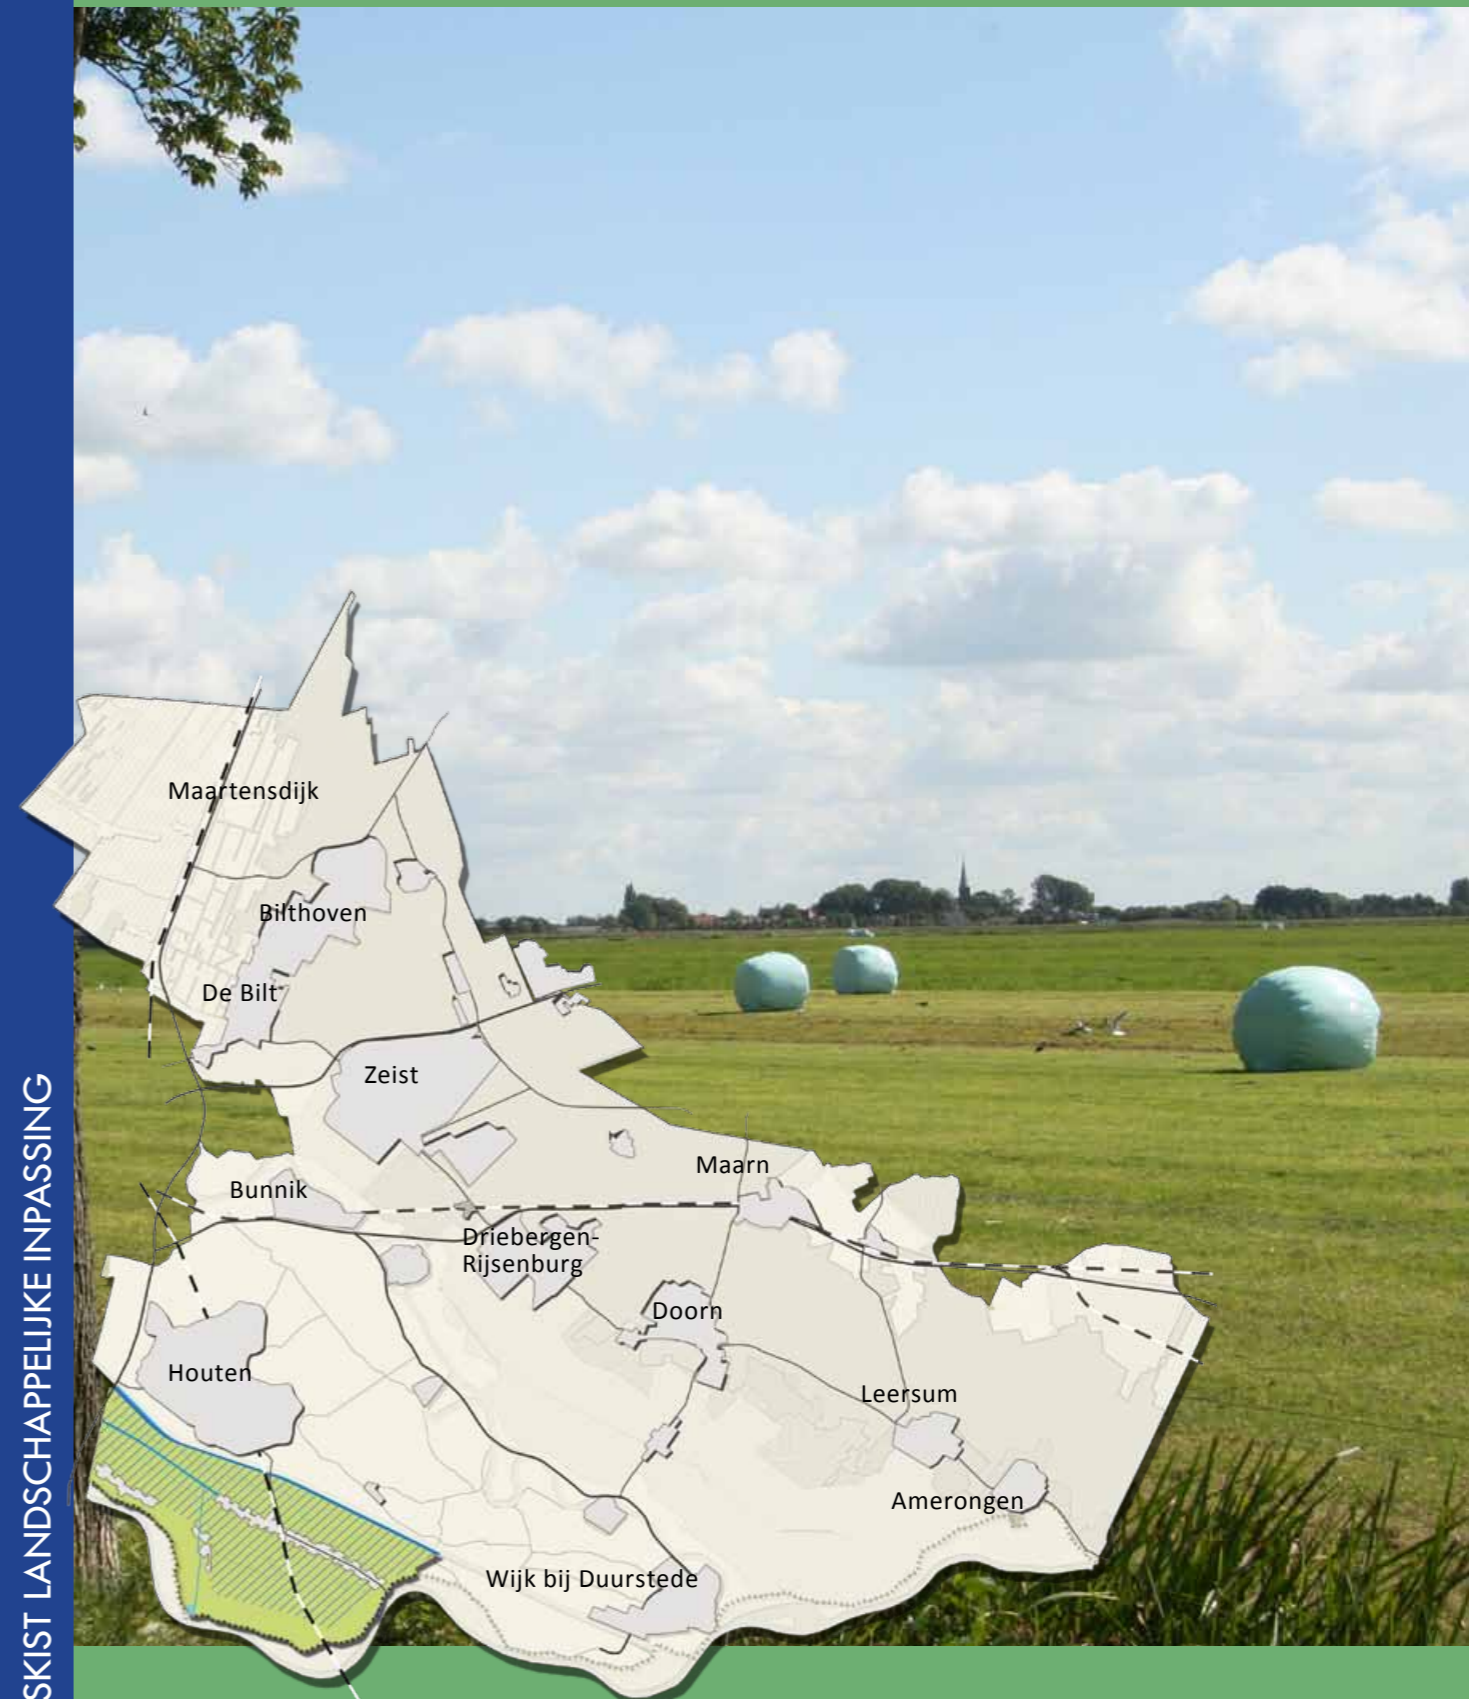 SKIST LANDSCHAPPELIJKE INPASSING
Maartensdijk
Bilthoven
De Bilt
Zeist
Maarn
Bunnik
Driebergen-
Rijsenburg
Doorn
Houten
Leersum
Amerongen
Wijk bij Duurstede